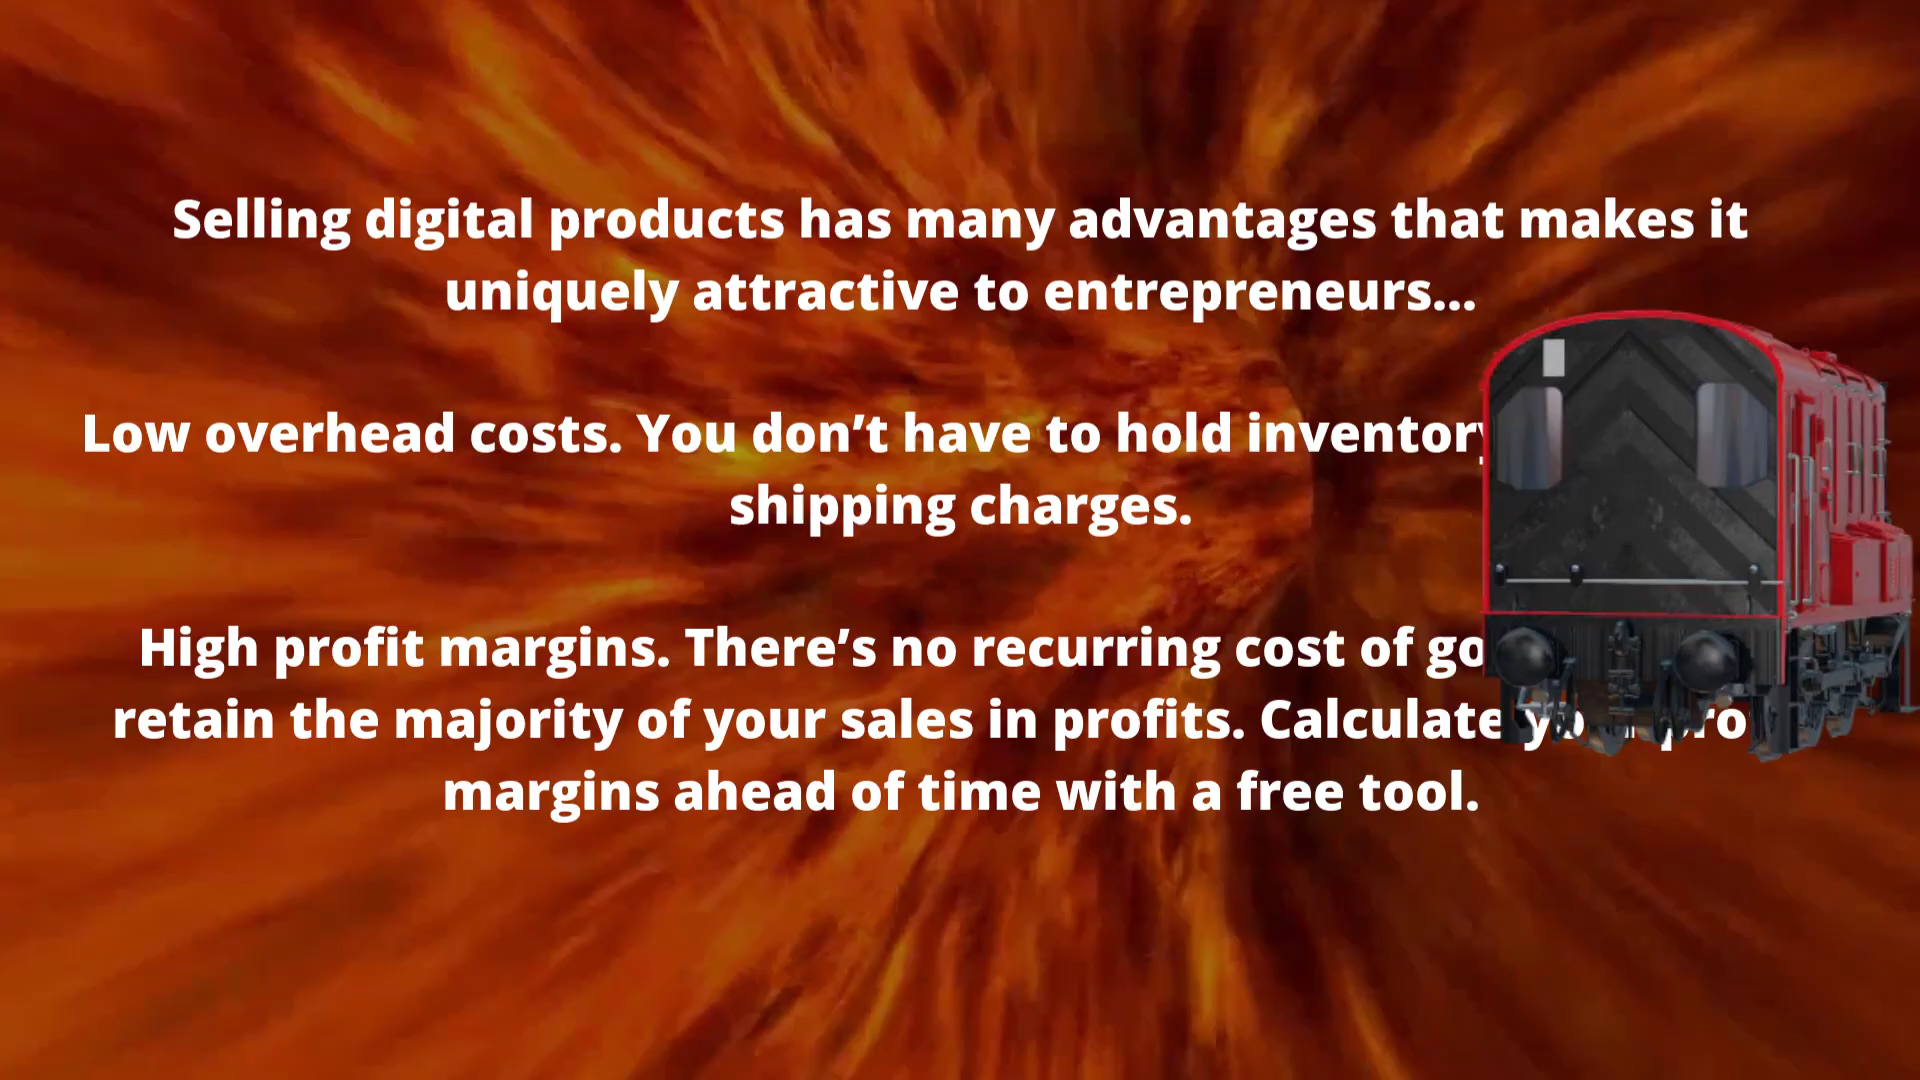 Selling digital products has many advantages that makes it
uniquely attractive to entrepreneurs...
Low overhead costs. You don’t have to hold inventory
shipping charges.
High profit margins. There’s no recurring cost of
retain the majority of your sales in profits. Calculate
margins ahead of time with a free tool.